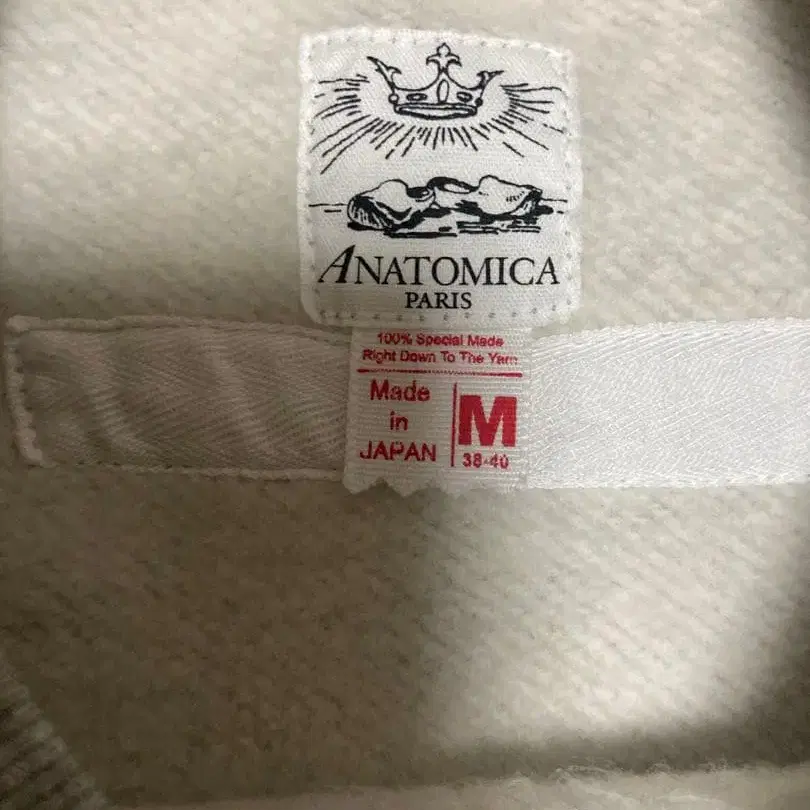 ANATOMICA
PARIS
100% Special Made
Right Down To The Yarn
Made
in
JAPAN
M
38-40